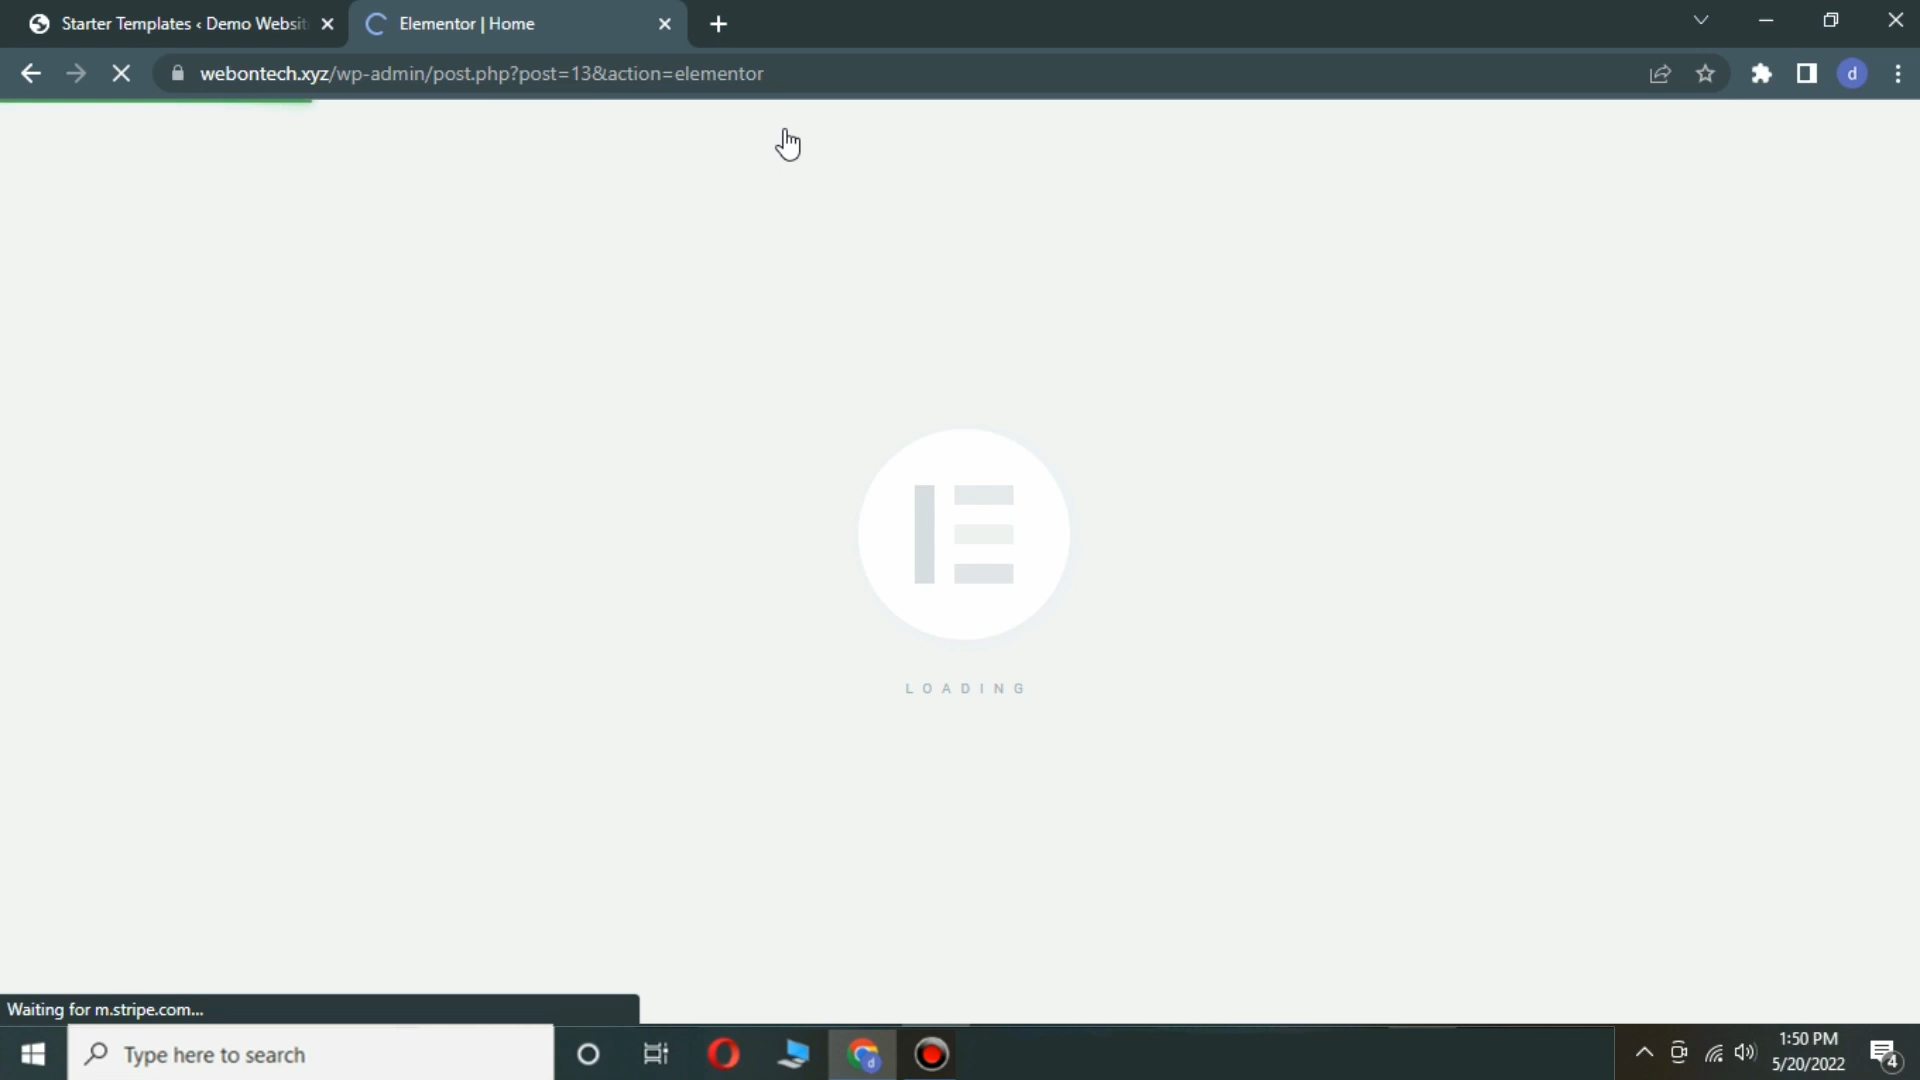 Starter Templates ‹ Demo Websit
Elementor | Home
webontech.xyz/wp-admin/post.php?post=13&action=elementor
d
LOADING
Waiting for m.stripe.com...
Type here to search
d
1:50 PM
5/20/2022
4